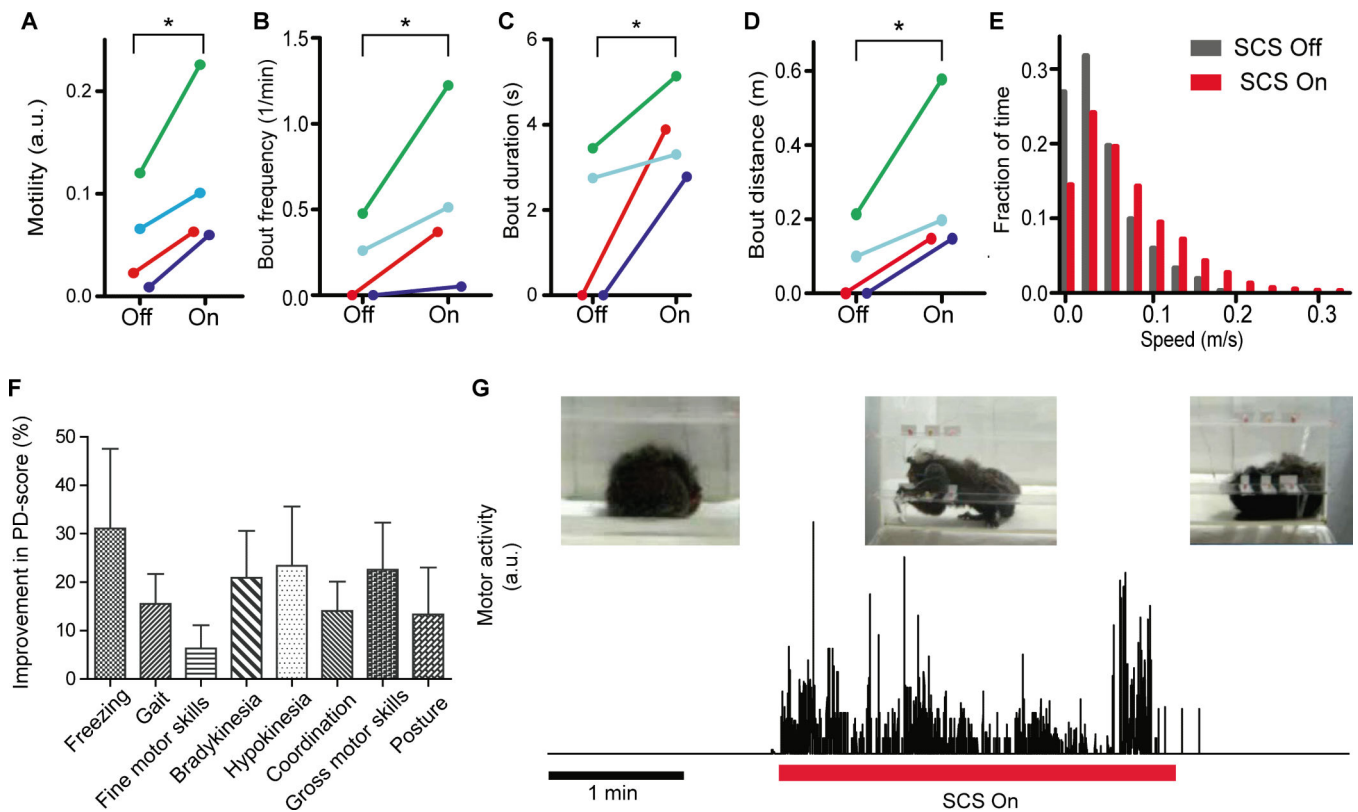 A
*
Motility (a.u.)
0.2
0.1
0.0
Off On
B
*
Bout frequency (1/min)
1.5
1.0
0.5
0.0
Off On
C
*
Bout duration (s)
6
4
2
0
Off On
D
*
Bout distance (m)
0.6
0.4
0.2
0.0
Off On
E
SCS Off
SCS On
Fraction of time
0.3
0.2
0.1
0.0
0.0 0.1 0.2 0.3
Speed (m/s)
F
Improvement in PD-score (%)
50
40
30
20
10
0
Freezing
Gait
Fine motor skills
Bradykinesia
Hypokinesia
Coordination
Gross motor skills
Posture
G
Motor activity
(a.u.)
1 min
SCS On